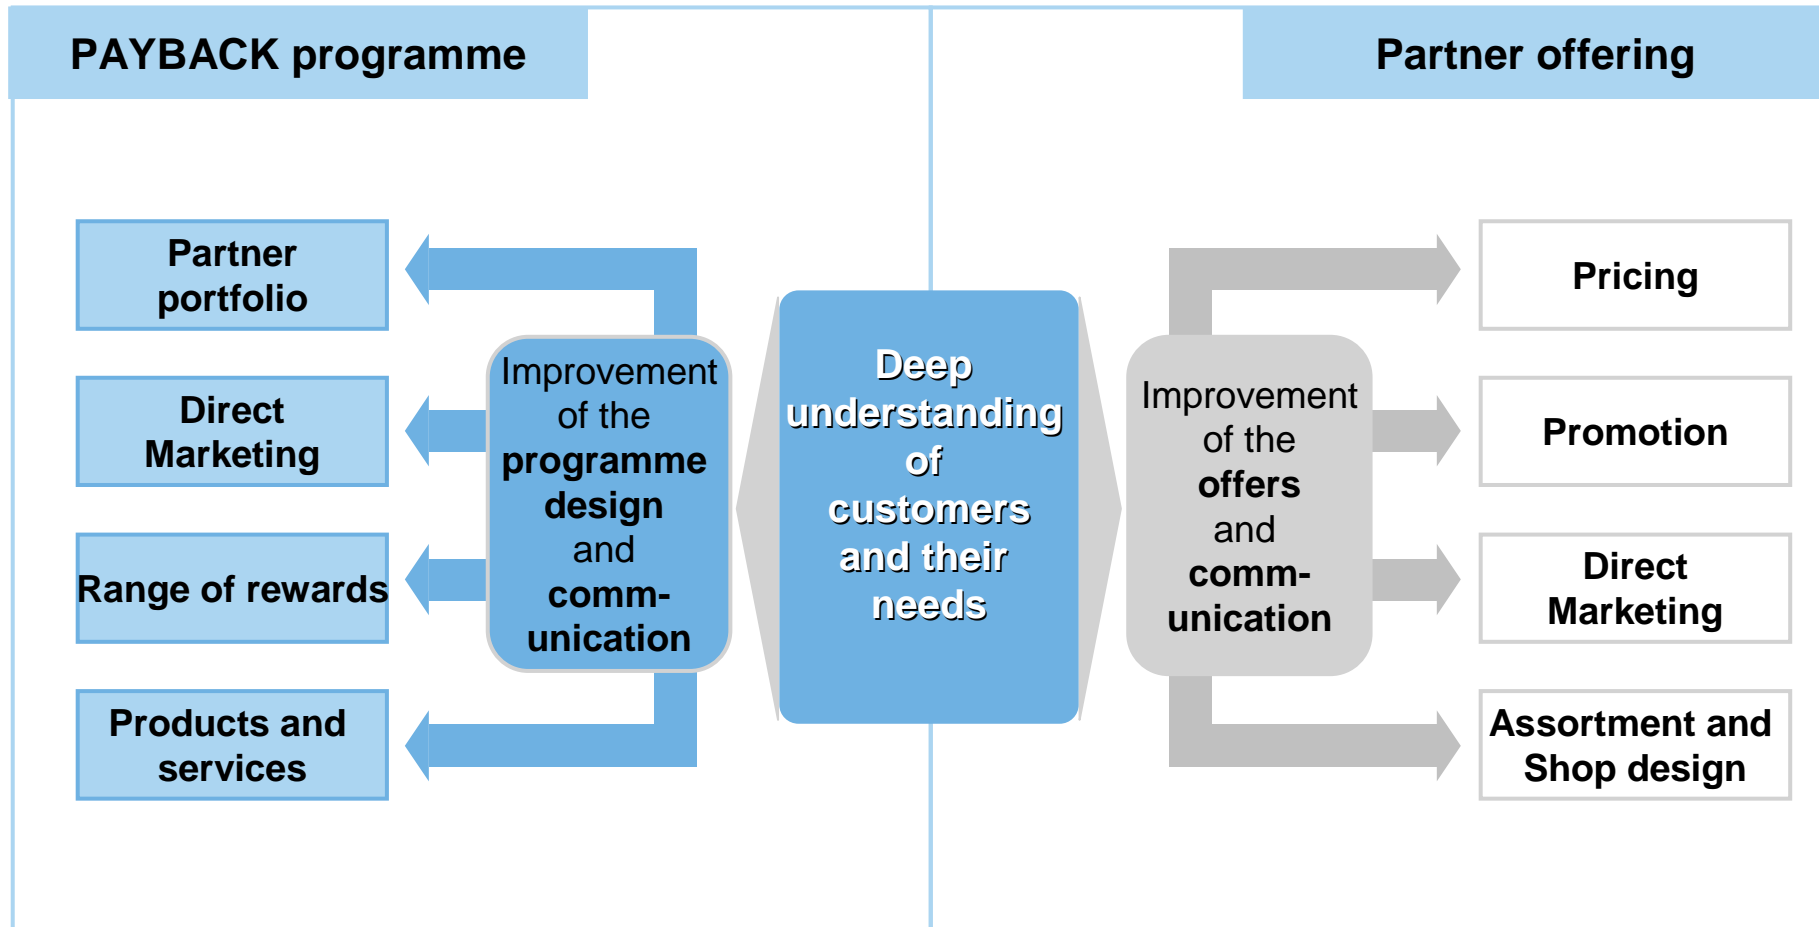 PAYBACK programme
Partner offering
Partner
portfolio
Direct
Marketing
Range of rewards
Products and
services
Improvement
of the
programme
design
and
comm-
unication
Deep
understanding
of
customers
and their
needs
Improvement
of the
offers
and
comm-
unication
Pricing
Promotion
Direct
Marketing
Assortment and
Shop design